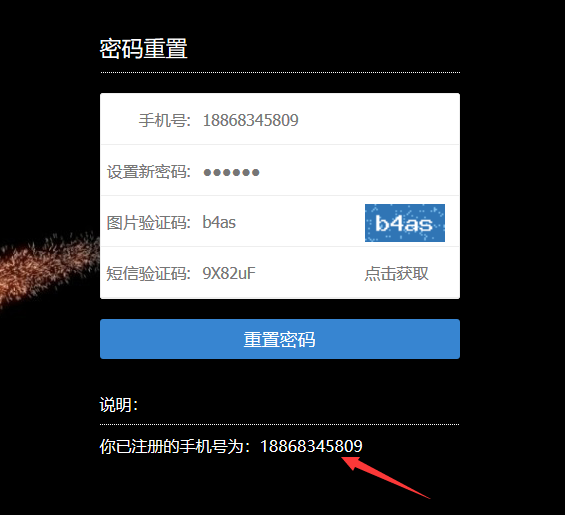 密码重置
手机号: 18868345809
设置新密码: ●●●●●●
图片验证码: b4as b4as
短信验证码: 9X82uF 点击获取
重置密码
说明：
你已注册的手机号为：18868345809